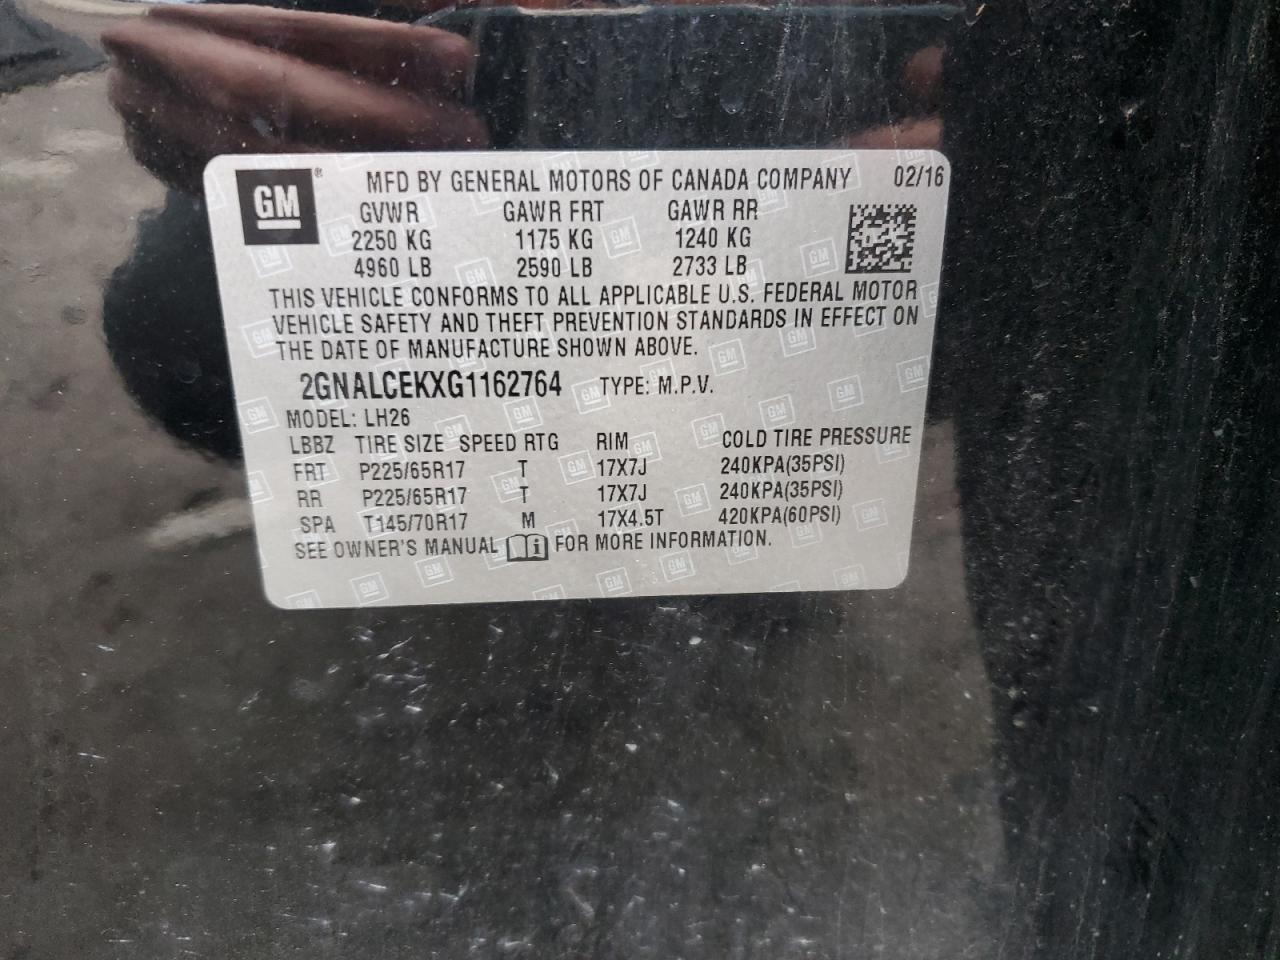 GM ® MFD BY GENERAL MOTORS OF CANADA COMPANY 02/16
GVWR GAWR FRT GAWR RR
2250 KG 1175 KG 1240 KG
4960 LB 2590 LB 2733 LB
THIS VEHICLE CONFORMS TO ALL APPLICABLE U.S. FEDERAL MOTOR
VEHICLE SAFETY AND THEFT PREVENTION STANDARDS IN EFFECT ON
THE DATE OF MANUFACTURE SHOWN ABOVE.
2GNALCEKXG1162764 TYPE: M.P.V.
MODEL: LH26
LBBZ TIRE SIZE SPEED RTG RIM COLD TIRE PRESSURE
FRT P225/65R17 T 17X7J 240KPA(35PSI)
RR P225/65R17 T 17X7J 240KPA(35PSI)
SPA T145/70R17 M 17X4.5T 420KPA(60PSI)
SEE OWNER'S MANUAL i FOR MORE INFORMATION.